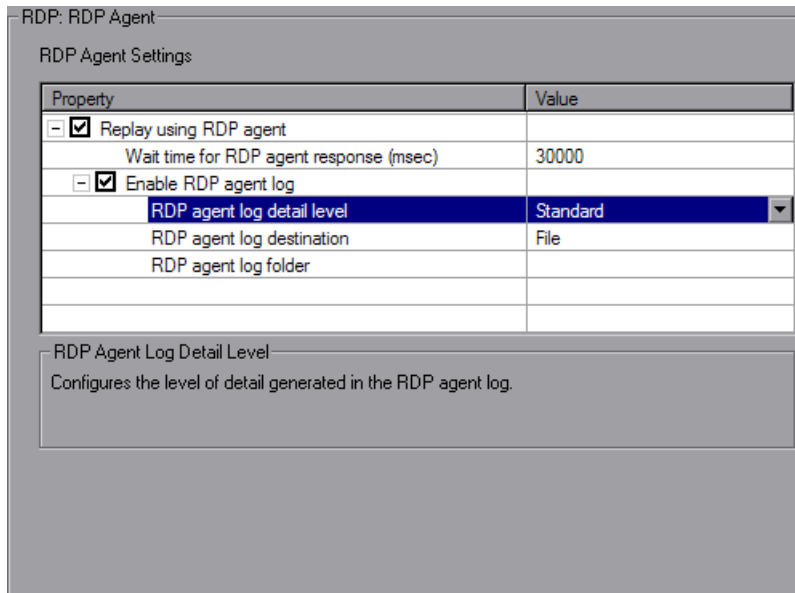 RDP: RDP Agent
RDP Agent Settings
Property Value
Replay using RDP agent
Wait time for RDP agent response (msec) 30000
Enable RDP agent log
RDP agent log detail level Standard
RDP agent log destination File
RDP agent log folder
RDP Agent Log Detail Level
Configures the level of detail generated in the RDP agent log.